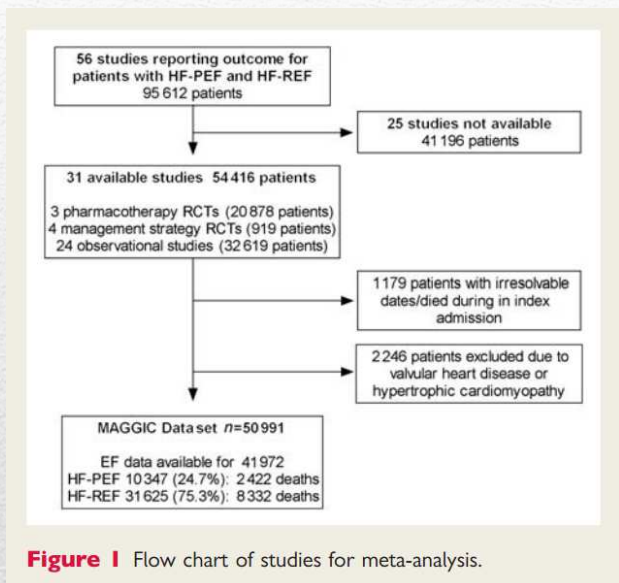 56 studies reporting outcome for
patients with HF-PEF and HF-REF
95 612 patients
25 studies not available
41 196 patients
31 available studies 54 416 patients
3 pharmacotherapy RCTs (20 878 patients)
4 management strategy RCTs (919 patients)
24 observational studies (32 619 patients)
1179 patients with irresolvable
dates/died during in index
admission
2246 patients excluded due to
valvular heart disease or
hypertrophic cardiomyopathy
MAGGIC Data set n=50 991
EF data available for 41 972
HF-PEF 10 347 (24.7%): 2 422 deaths
HF-REF 31 625 (75.3%): 8 332 deaths
Figure 1 Flow chart of studies for meta-analysis.